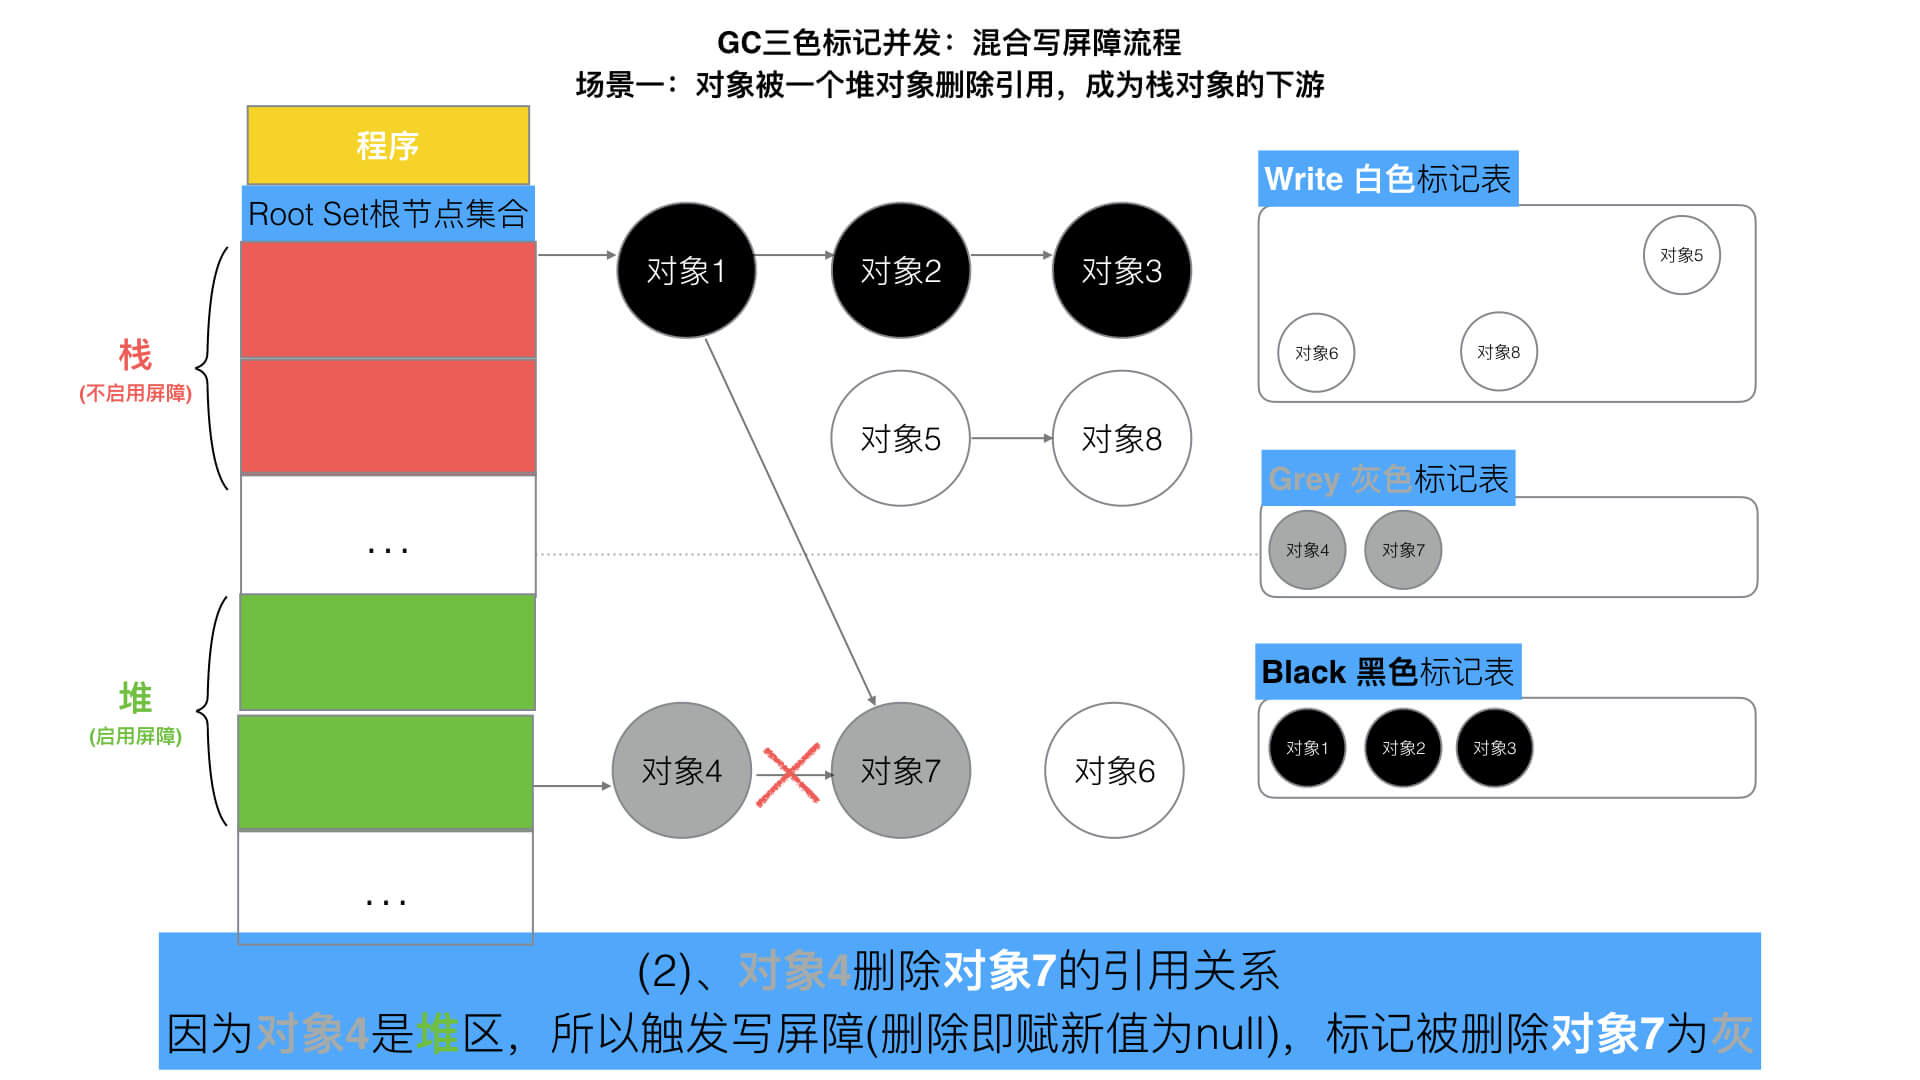 GC三色标记并发：混合写屏障流程
场景一：对象被一个堆对象删除引用，成为栈对象的下游
程序
Root Set根节点集合
栈
(不启用屏障)
...
堆
(启用屏障)
...
对象1
对象2
对象3
对象5
对象8
对象4
对象7
对象6
Write 白色标记表
对象5
对象6
对象8
Grey 灰色标记表
对象4
对象7
Black 黑色标记表
对象1
对象2
对象3
(2)、对象4删除对象7的引用关系
因为对象4是堆区，所以触发写屏障(删除即赋新值为null)，标记被删除对象7为灰